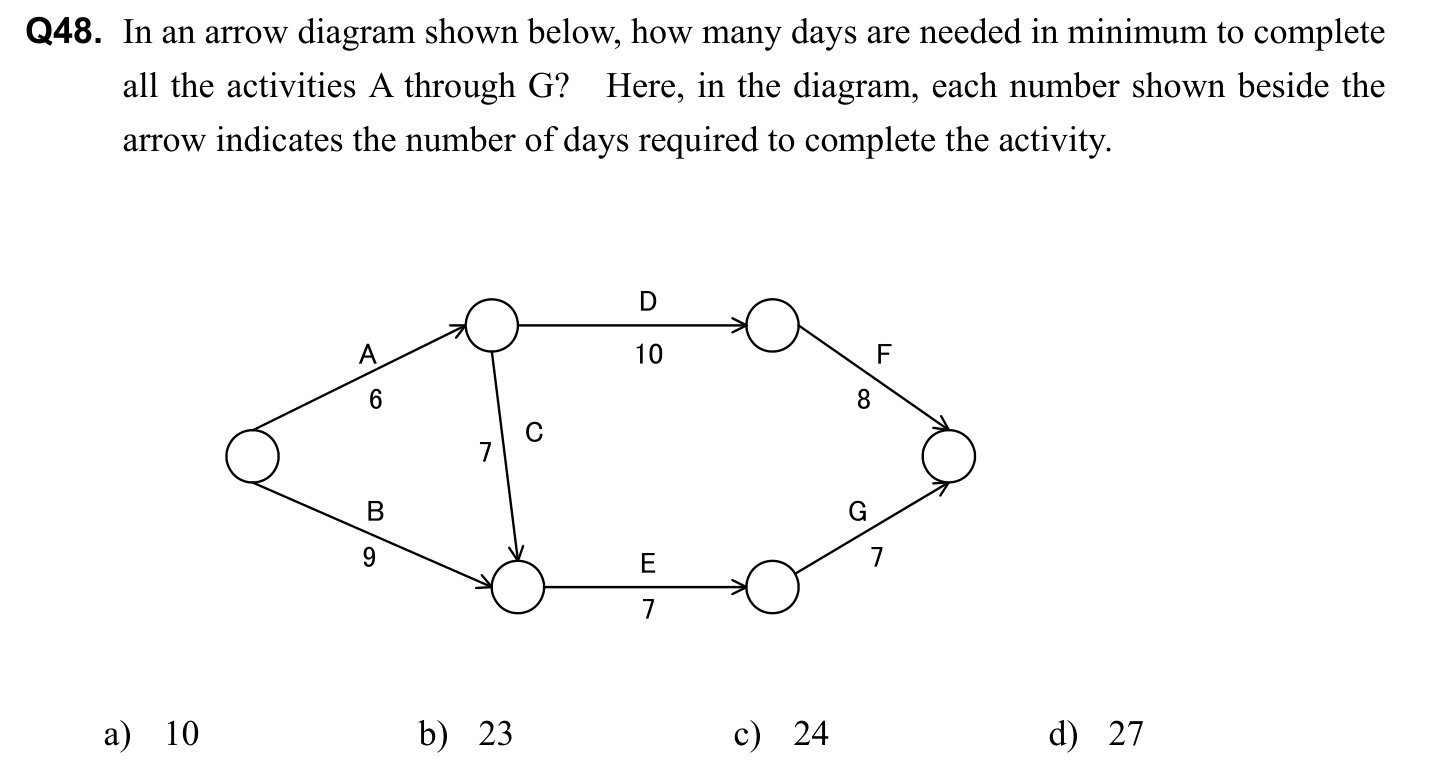 Q48. In an arrow diagram shown below, how many days are needed in minimum to complete
all the activities A through G? Here, in the diagram, each number shown beside the
arrow indicates the number of days required to complete the activity.
D
10
A
6
F
8
C
7
B
9
G
7
E
7
a) 10 b) 23 c) 24 d) 27